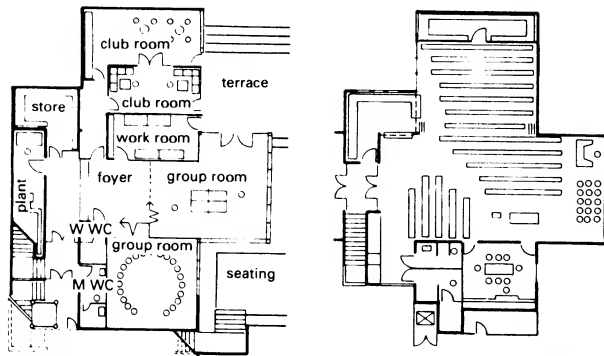 club room
terrace
club room
store
work room
foyer
group room
plant
W WC
group room
M WC
seating